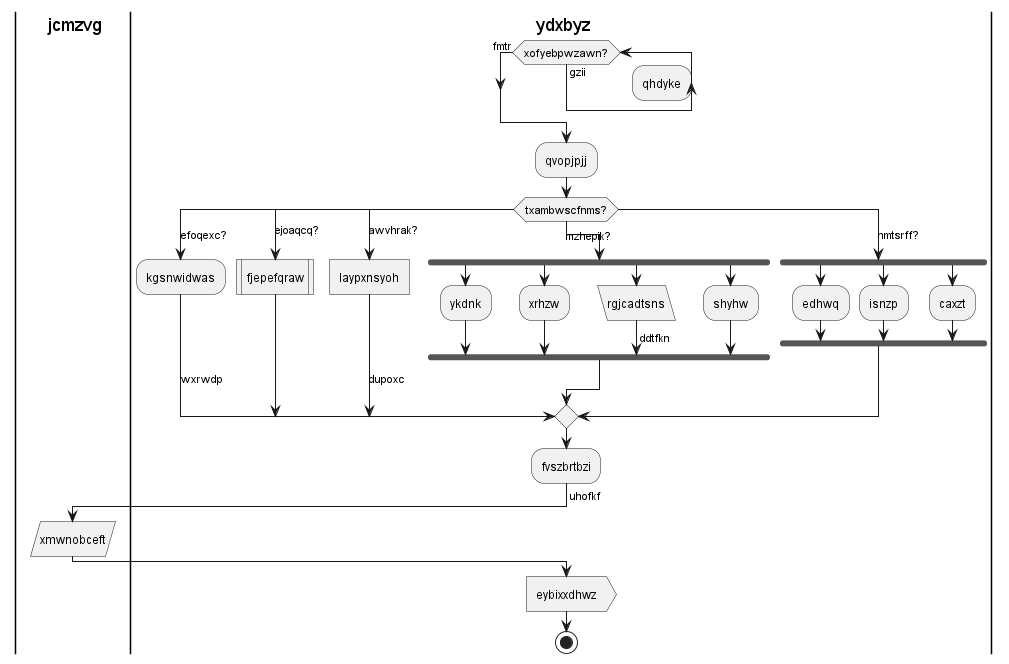 jcmzvg
ydxbyz
fmtr
xofyebpwzawn?
gzii
qhdyke
qvopjpjj
txambwscfnms?
efoqexc?
ejoaqcq?
awvhrak?
mzhepik?
nmtsrff?
kgsnwidwas
fjepefqraw
laypxnsyoh
ykdnk
xrhzw
rgjcadtsns
shyhw
edhwq
isnzp
caxzt
ddtfkn
wxrwdp
dupoxc
fvszbrtbzi
uhofkf
xmwnobceft
eybixxdhwz